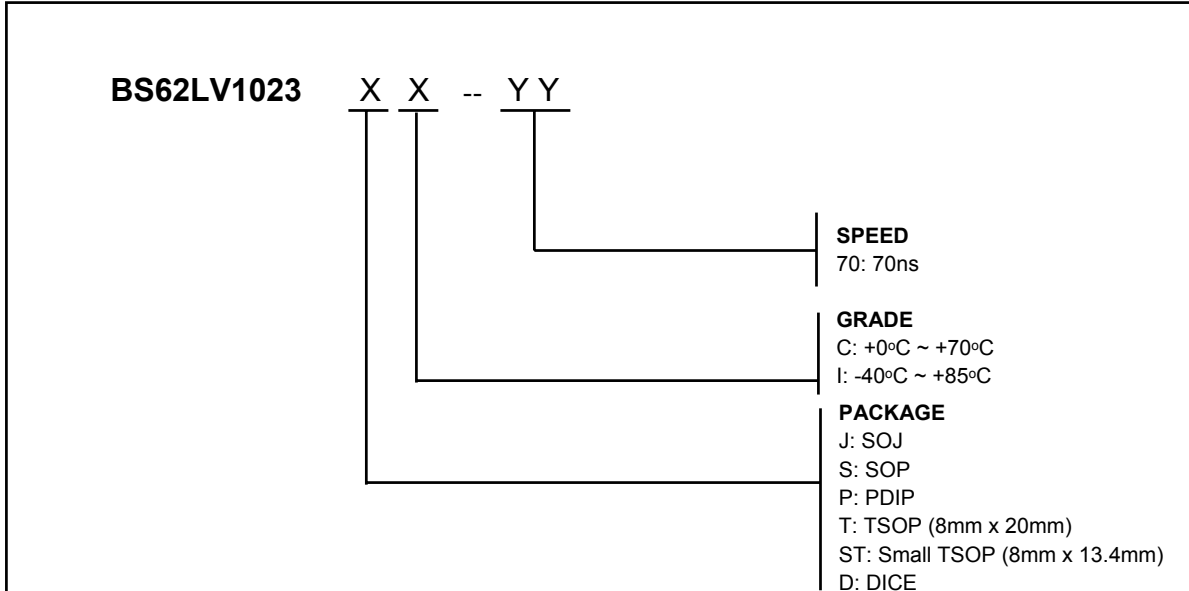 BS62LV1023 X X -- Y Y
SPEED
70: 70ns
GRADE
C: +0oC ~ +70oC
I: -40oC ~ +85oC
PACKAGE
J: SOJ
S: SOP
P: PDIP
T: TSOP (8mm x 20mm)
ST: Small TSOP (8mm x 13.4mm)
D: DICE